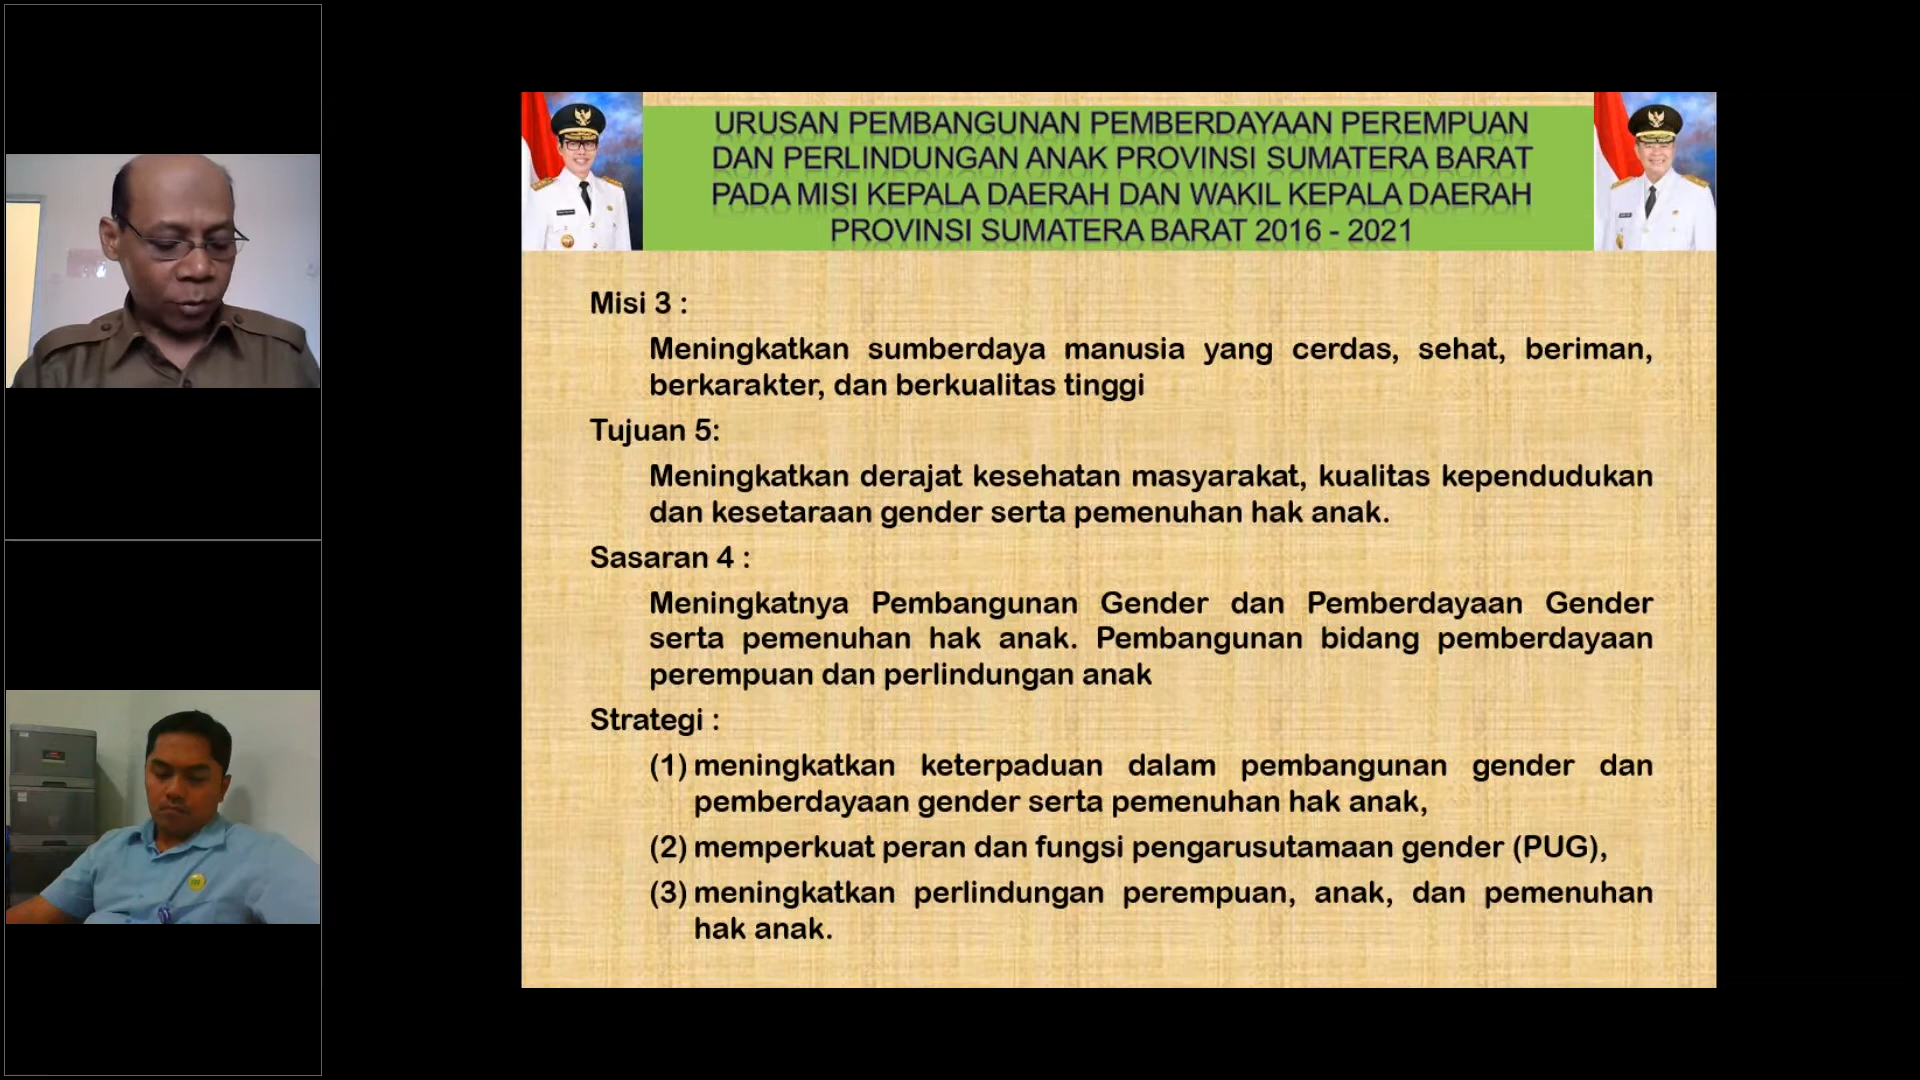 URUSAN PEMBANGUNAN PEMBERDAYAAN PEREMPUAN
DAN PERLINDUNGAN ANAK PROVINSI SUMATERA BARAT
PADA MISI KEPALA DAERAH DAN WAKIL KEPALA DAERAH
PROVINSI SUMATERA BARAT 2016 - 2021
Misi 3 :
Meningkatkan sumberdaya manusia yang cerdas, sehat, beriman,
berkarakter, dan berkualitas tinggi
Tujuan 5:
Meningkatkan derajat kesehatan masyarakat, kualitas kependudukan
dan kesetaraan gender serta pemenuhan hak anak.
Sasaran 4 :
Meningkatnya Pembangunan Gender dan Pemberdayaan Gender
serta pemenuhan hak anak. Pembangunan bidang pemberdayaan
perempuan dan perlindungan anak
Strategi :
(1) meningkatkan keterpaduan dalam pembangunan gender dan
pemberdayaan gender serta pemenuhan hak anak,
(2) memperkuat peran dan fungsi pengarusutamaan gender (PUG),
(3) meningkatkan perlindungan perempuan, anak, dan pemenuhan
hak anak.